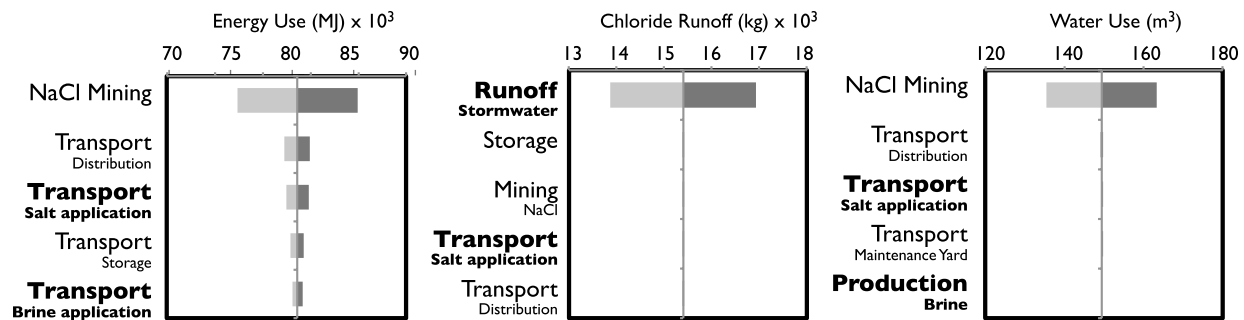 Energy Use (MJ) x 10³
70 75 80 85 90
NaCl Mining
Transport
Distribution
Transport
Salt application
Transport
Storage
Transport
Brine application
Chloride Runoff (kg) x 10³
13 14 15 16 17 18
Runoff
Stormwater
Storage
Mining
NaCl
Transport
Salt application
Transport
Distribution
Water Use (m³)
120 140 160 180
NaCl Mining
Transport
Distribution
Transport
Salt application
Transport
Maintenance Yard
Production
Brine